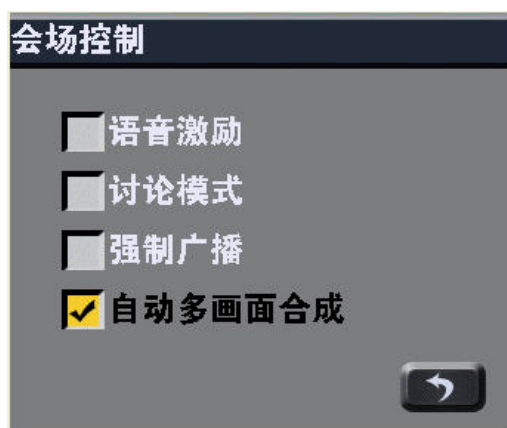 会场控制
语音激励
讨论模式
强制广播
自动多画面合成